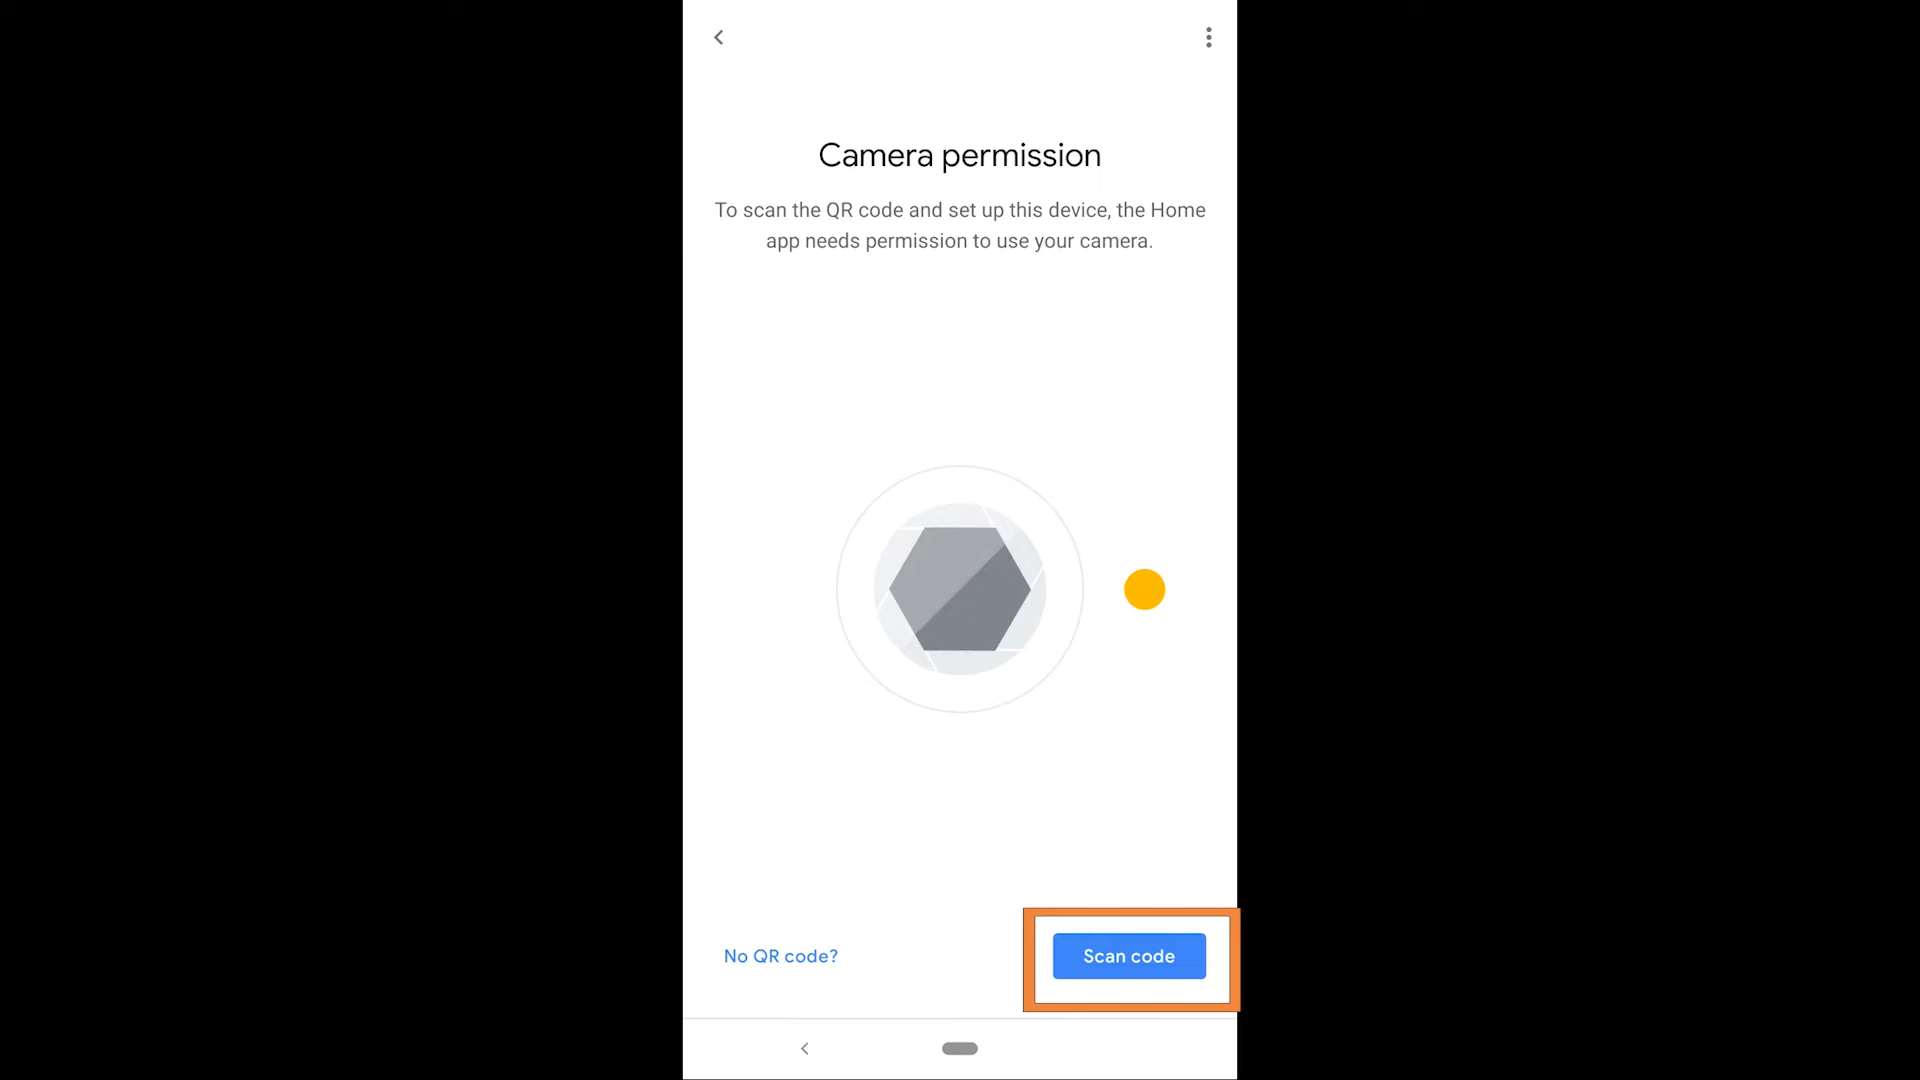 Camera permission
To scan the QR code and set up this device, the Home
app needs permission to use your camera.
No QR code?
Scan code